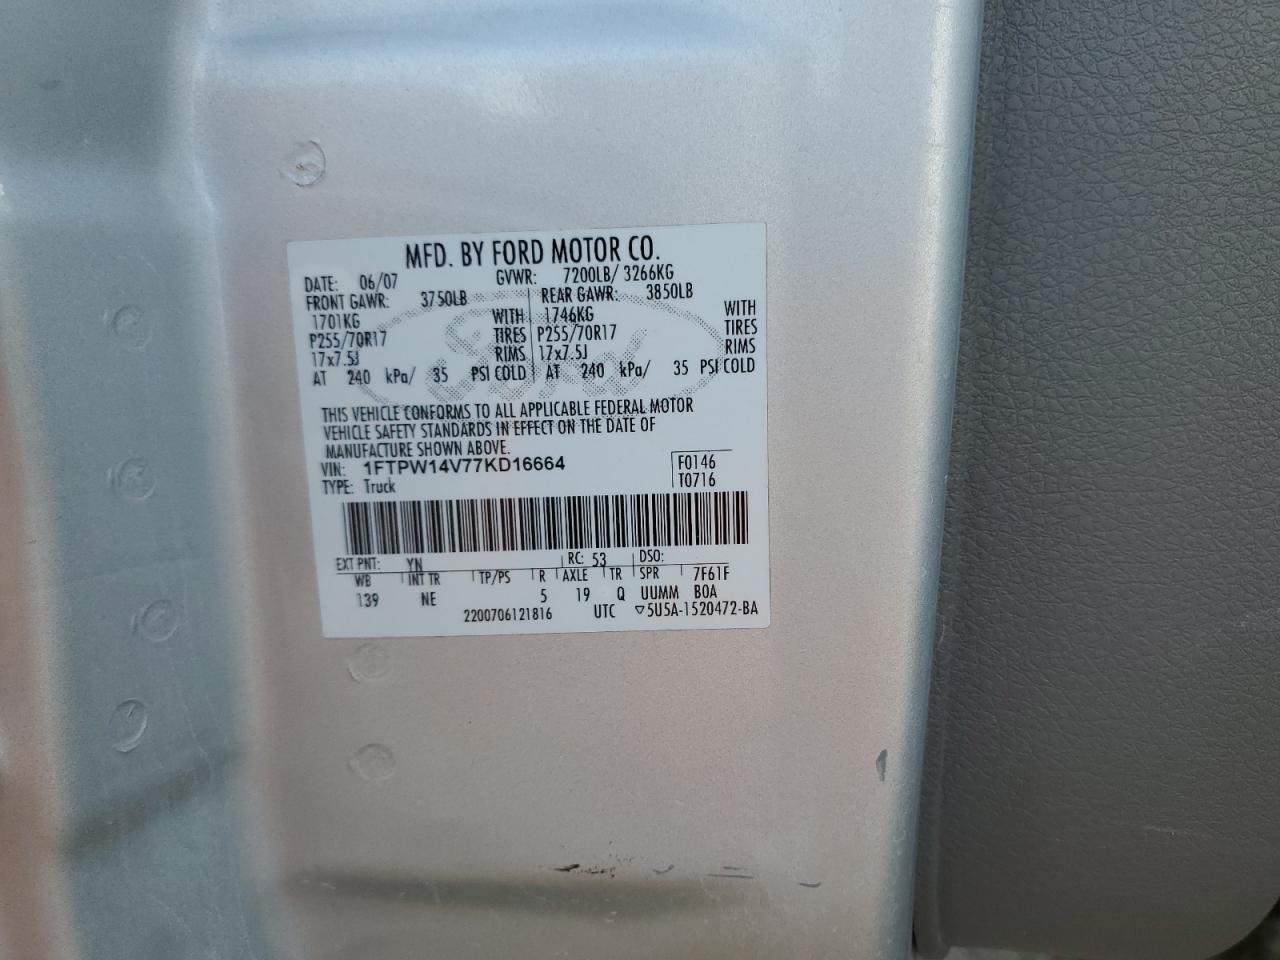 MFD. BY FORD MOTOR CO.
DATE: 06/07 GVWR: 7200LB/ 3266KG
FRONT GAWR: 3750LB REAR GAWR: 3850LB
1701KG WITH 1746KG WITH
P255/70R17 TIRES P255/70R17 TIRES
17x7.5J RIMS 17x7.5J RIMS
AT 240 kPa/ 35 PSI COLD AT 240 kPa/ 35 PSI COLD
Ford
THIS VEHICLE CONFORMS TO ALL APPLICABLE FEDERAL MOTOR
VEHICLE SAFETY STANDARDS IN EFFECT ON THE DATE OF
MANUFACTURE SHOWN ABOVE.
VIN: 1FTPW14V77KD16664 F0146
TYPE: Truck T0716
EXT PNT: YN RC: 53 DSO:
WB INT TR TP/PS R AXLE TR SPR 7F61F
139 NE 5 19 Q UUMM BOA
2200706121816 UTC ▽5U5A-1520472-BA